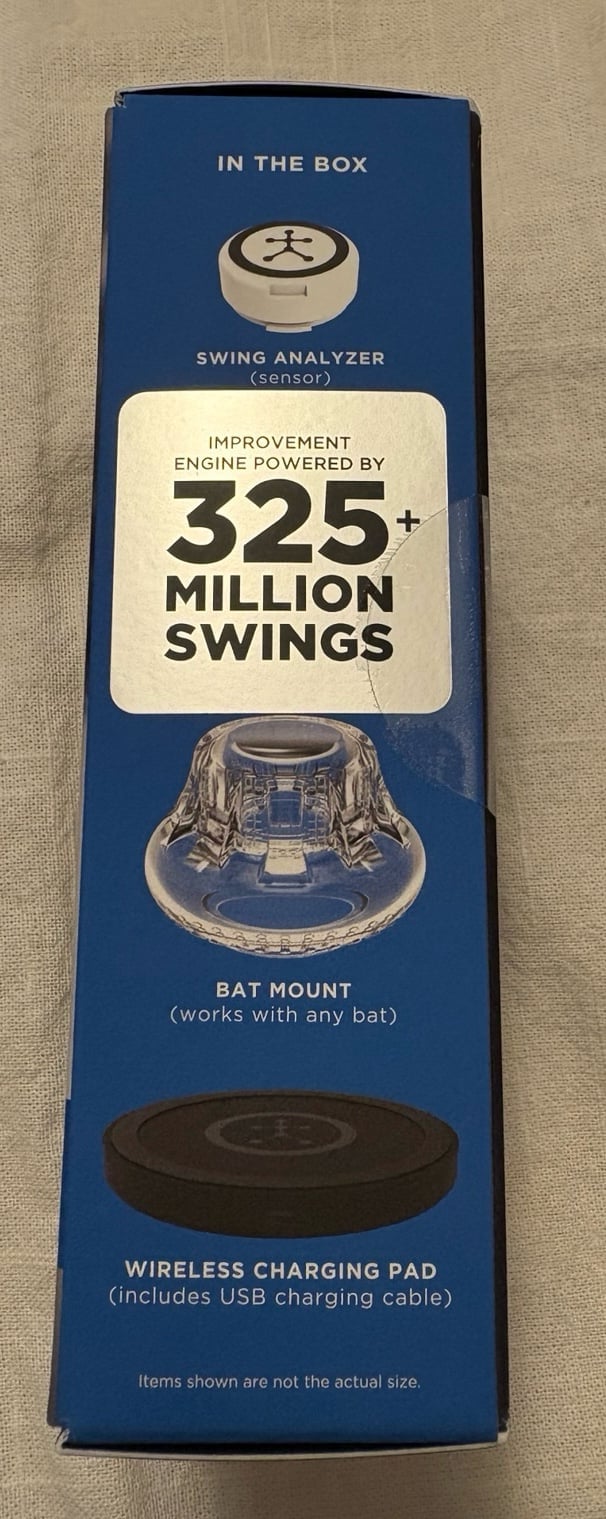 IN THE BOX
SWING ANALYZER
(sensor)
IMPROVEMENT
ENGINE POWERED BY
325+
MILLION
SWINGS
BAT MOUNT
(works with any bat)
WIRELESS CHARGING PAD
(includes USB charging cable)
Items shown are not the actual size.